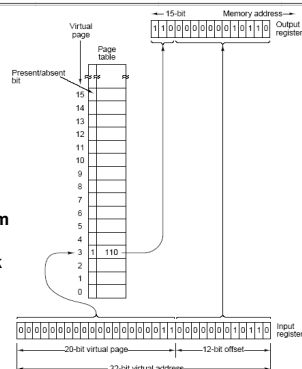 15-bit
Memory address
1 1 0 0 0 0 0 0 0 0 1 0 1 1 0
Output
register
Virtual
page
Page
table
Present/absent
bit
15
14
13
12
11
10
9
8
7
6
5
4
3 1 110
2
1
0
0 0 0 0 0 0 0 0 0 0 0 0 0 0 0 0 0 0 1 1 0 0 0 0 0 0 0 1 0 1 1 0
Input
register
20-bit virtual page
12-bit offset
32-bit virtual address